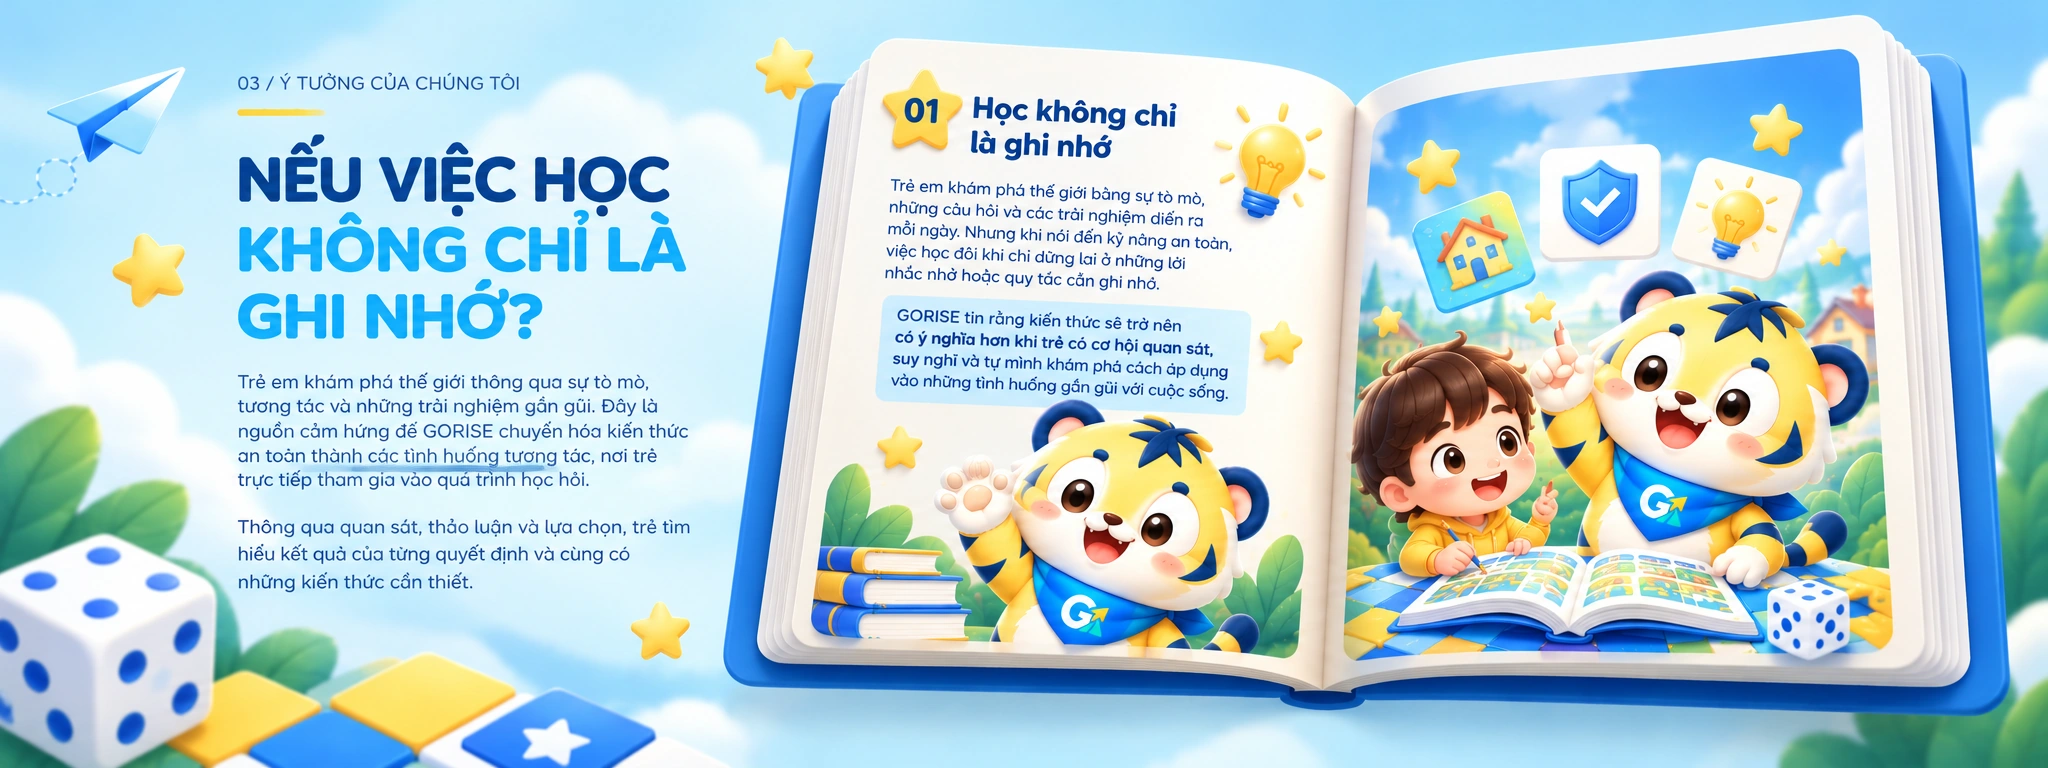 03 / Ý TƯỞNG CỦA CHÚNG TÔI
NẾU VIỆC HỌC
KHÔNG CHỈ LÀ
GHI NHỚ?
Trẻ em khám phá thế giới thông qua sự tò mò,
tương tác và những trải nghiệm gần gũi. Đây là
nguồn cảm hứng để GORISE chuyển hóa kiến thức
an toàn thành các tình huống tương tác, nơi trẻ
trực tiếp tham gia vào quá trình học hỏi.
Thông qua quan sát, thảo luận và lựa chọn, trẻ tìm
hiểu kết quả của từng quyết định và cùng có
những kiến thức cần thiết.
01
Học không chỉ
là ghi nhớ
Trẻ em khám phá thế giới bằng sự tò mò,
những câu hỏi và các trải nghiệm diễn ra
mỗi ngày. Nhưng khi nói đến kỹ năng an toàn,
việc học đôi khi chỉ dừng lại ở những lời
nhắc nhở hoặc quy tắc cần ghi nhớ.
GORISE tin rằng kiến thức sẽ trở nên
có ý nghĩa hơn khi trẻ có cơ hội quan sát,
suy nghĩ và tự mình khám phá cách áp dụng
vào những tình huống gần gũi với cuộc sống.
G
G